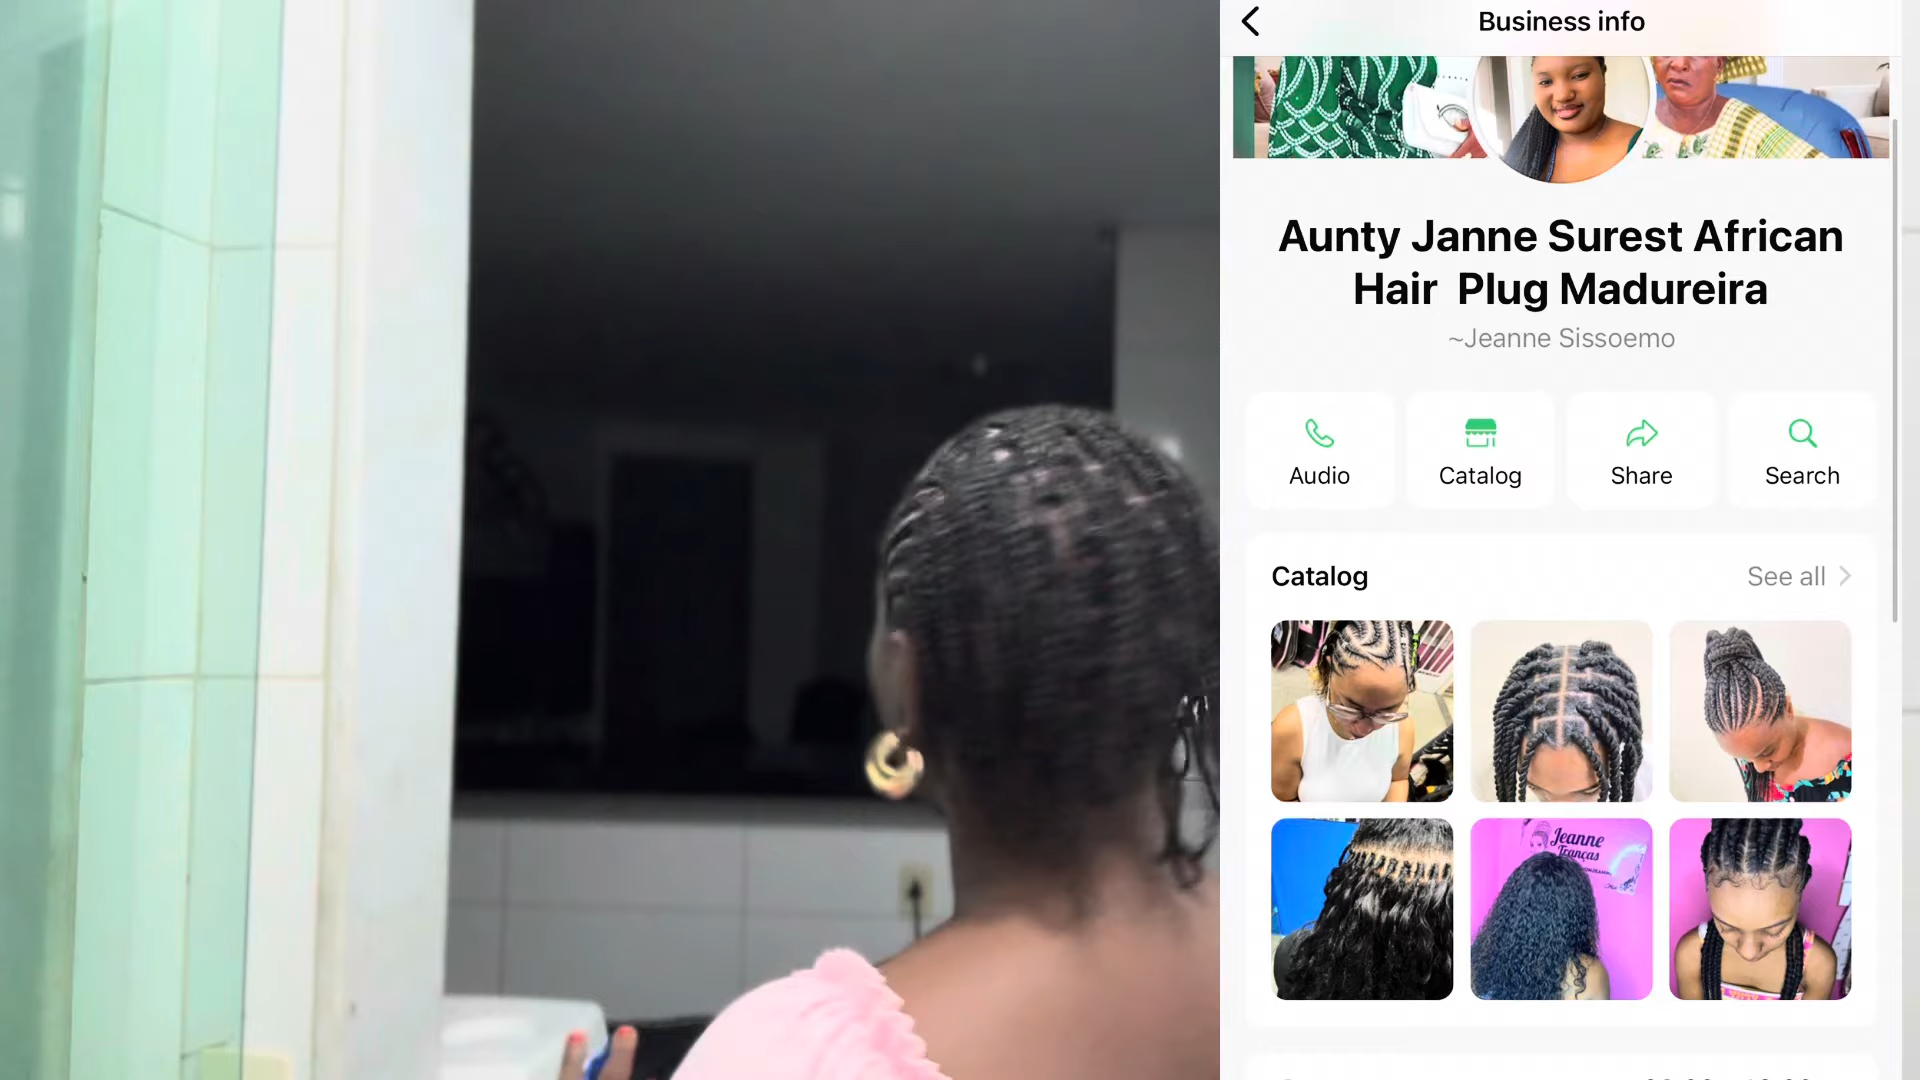 Business info
Aunty Janne Surest African
Hair Plug Madureira
~Jeanne Sissoemo
Audio
Catalog
Share
Search
Catalog
See all
Jeanne
Tranças